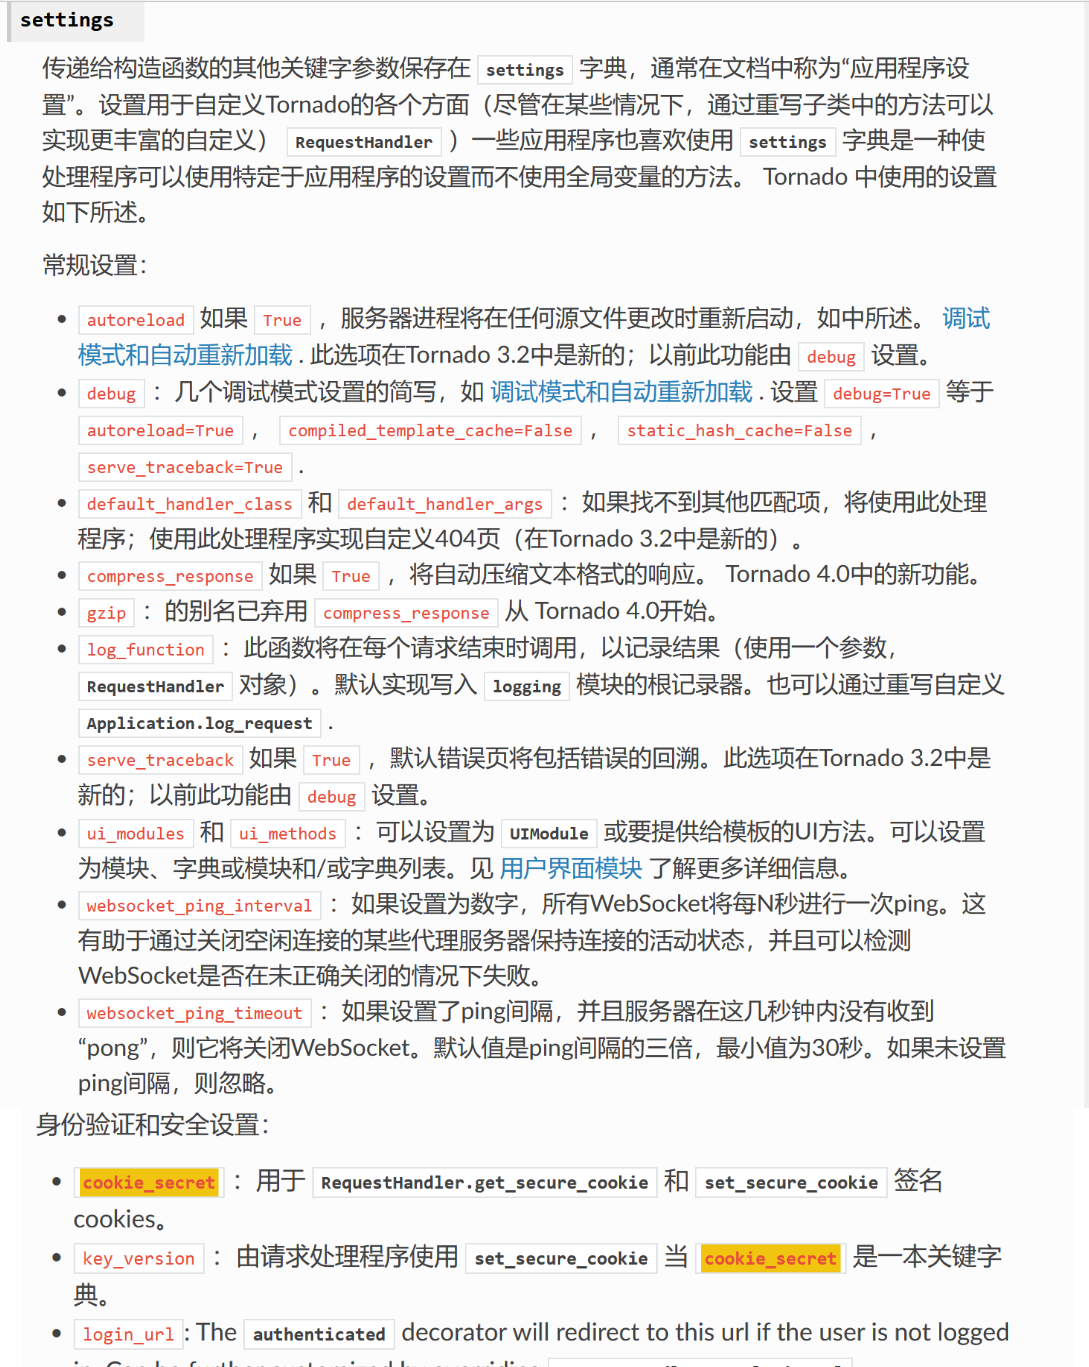 settings
传递给构造函数的其他关键字参数保存在 settings 字典，通常在文档中称为“应用程序设
置”。设置用于自定义Tornado的各个方面（尽管在某些情况下，通过重写子类中的方法可以
实现更丰富的自定义） RequestHandler ）一些应用程序也喜欢使用 settings 字典是一种使
处理程序可以使用特定于应用程序的设置而不使用全局变量的方法。 Tornado 中使用的设置
如下所述。
常规设置：
• autoreload 如果 True ，服务器进程将在任何源文件更改时重新启动，如中所述。 调试
模式和自动重新加载 . 此选项在Tornado 3.2中是新的；以前此功能由 debug 设置。
• debug ：几个调试模式设置的简写，如 调试模式和自动重新加载 . 设置 debug=True 等于
autoreload=True ， compiled_template_cache=False ， static_hash_cache=False ，
serve_traceback=True .
• default_handler_class 和 default_handler_args ：如果找不到其他匹配项，将使用此处理
程序；使用此处理程序实现自定义404页（在Tornado 3.2中是新的）。
• compress_response 如果 True ，将自动压缩文本格式的响应。 Tornado 4.0中的新功能。
• gzip ：的别名已弃用 compress_response 从 Tornado 4.0开始。
• log_function ：此函数将在每个请求结束时调用，以记录结果（使用一个参数，
RequestHandler 对象）。默认实现写入 logging 模块的根记录器。也可以通过重写自定义
Application.log_request .
• serve_traceback 如果 True ，默认错误页将包括错误的回溯。此选项在Tornado 3.2中是
新的；以前此功能由 debug 设置。
• ui_modules 和 ui_methods ：可以设置为 UIModule 或要提供给模板的UI方法。可以设置
为模块、字典或模块和/或字典列表。见 用户界面模块 了解更多详细信息。
• websocket_ping_interval ：如果设置为数字，所有WebSocket将每N秒进行一次ping。这
有助于通过关闭空闲连接的某些代理服务器保持连接的活动状态，并且可以检测
WebSocket是否在未正确关闭的情况下失败。
• websocket_ping_timeout ：如果设置了ping间隔，并且服务器在这几秒钟内没有收到
“pong”，则它将关闭WebSocket。默认值是ping间隔的三倍，最小值为30秒。如果未设置
ping间隔，则忽略。
身份验证和安全设置：
• cookie_secret ：用于 RequestHandler.get_secure_cookie 和 set_secure_cookie 签名
cookies。
• key_version ：由请求处理程序使用 set_secure_cookie 当 cookie_secret 是一本关键字
典。
• login_url : The authenticated decorator will redirect to this url if the user is not logged